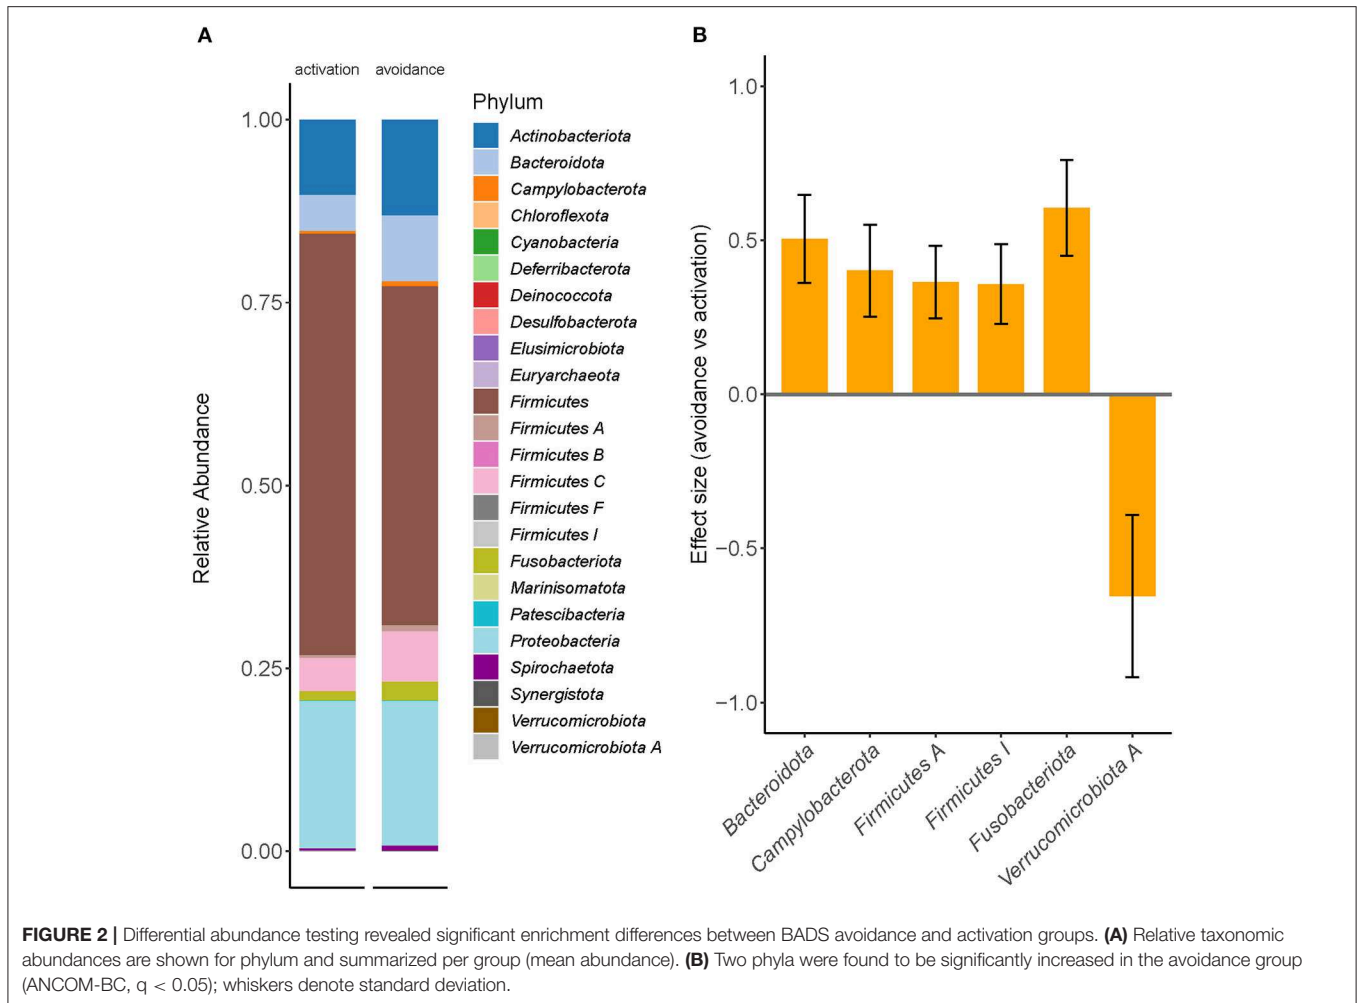 A
activation avoidance
Relative Abundance
1.00
0.75
0.50
0.25
0.00
Phylum
Actinobacteriota
Bacteroidota
Campylobacterota
Chloroflexota
Cyanobacteria
Deferribacterota
Deinococcota
Desulfobacterota
Elusimicrobiota
Euryarchaeota
Firmicutes
Firmicutes A
Firmicutes B
Firmicutes C
Firmicutes F
Firmicutes I
Fusobacteriota
Marinisomatota
Patescibacteria
Proteobacteria
Spirochaetota
Synergistota
Verrucomicrobiota
Verrucomicrobiota A
B
Effect size (avoidance vs activation)
1.0
0.5
0.0
−0.5
−1.0
Bacteroidota
Campylobacterota
Firmicutes A
Firmicutes I
Fusobacteriota
Verrucomicrobiota A
FIGURE 2 | Differential abundance testing revealed significant enrichment differences between BADS avoidance and activation groups. (A) Relative taxonomic
abundances are shown for phylum and summarized per group (mean abundance). (B) Two phyla were found to be significantly increased in the avoidance group
(ANCOM-BC, q < 0.05); whiskers denote standard deviation.